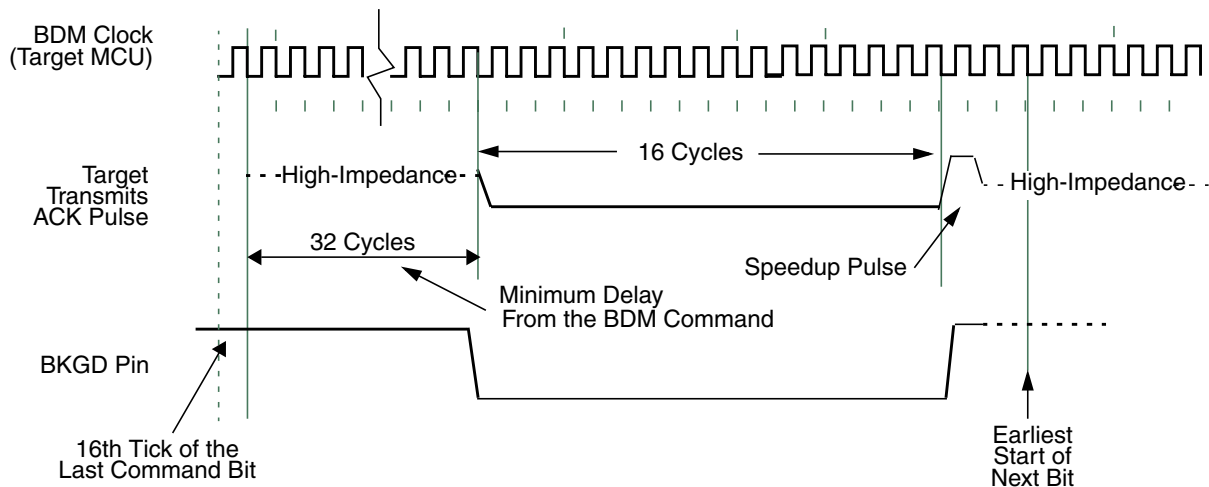 BDM Clock
(Target MCU)
Target
Transmits
ACK Pulse
High-Impedance
16 Cycles
High-Impedance
32 Cycles
Speedup Pulse
Minimum Delay
From the BDM Command
BKGD Pin
16th Tick of the
Last Command Bit
Earliest
Start of
Next Bit